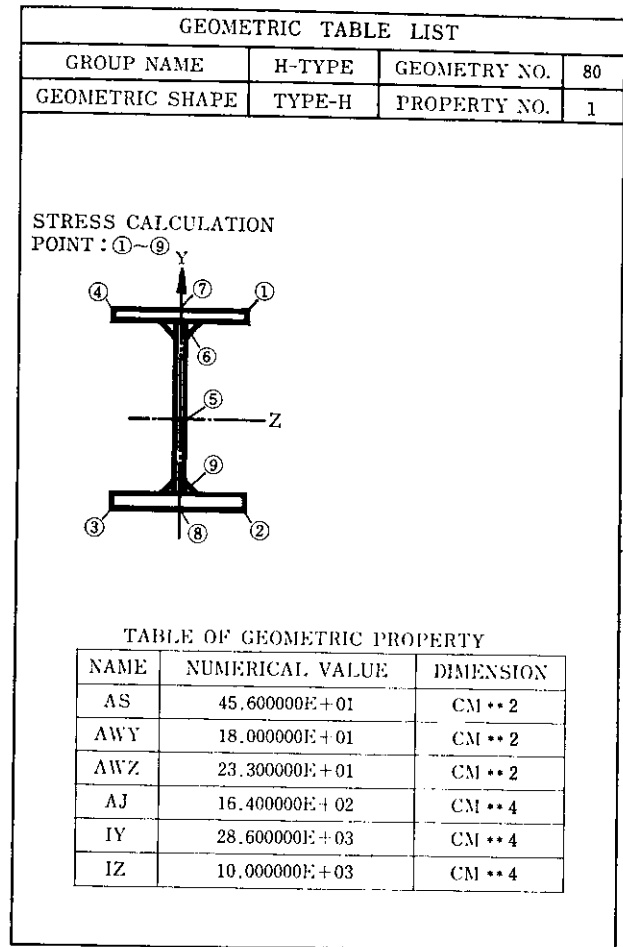 GEOMETRIC TABLE LIST
GROUP NAME H-TYPE GEOMETRY NO. 80
GEOMETRIC SHAPE TYPE-H PROPERTY NO. 1
STRESS CALCULATION
POINT : ①~⑨
Y
④ ⑦ ①
⑥
⑤
Z
⑨
③ ⑧ ②
TABLE OF GEOMETRIC PROPERTY
NAME NUMERICAL VALUE DIMENSION
AS 45.600000E+01 CM **2
AWY 18.000000E+01 CM **2
AWZ 23.300000E+01 CM **2
AJ 16.400000E+02 CM **4
IY 28.600000E+03 CM **4
IZ 10.000000E+03 CM **4